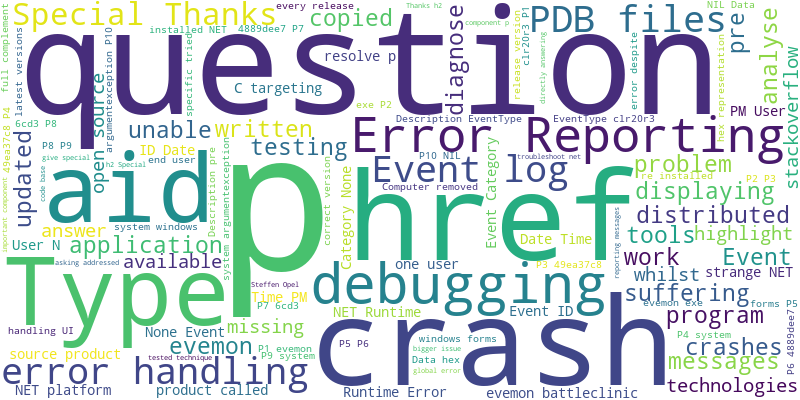 Special Thanks
every release
copied
Thanks h2
component p
NIL Data
PDB files
question
installed NET
4889dee7 P7
resolve p
C targeting
diagnose
clr20r3 P1
release version
directly answering
error despite
pre
hex representation
analyse
stackoverflow
full complement
latest versions
open source
specific tried
argumentexception P10
exe P2
6cd3 P8
unable
written
Description EventType
EventType clr20r3
PM User
Error Reporting
49ea37c8 P4
P8 P9
ID Date
testing
give special
h2 Special
end user
updated
code base
aid
p
href
Event log
P10 NIL
troubleshoot net
Computer removed
problem
re installed
P2 P3
displaying
Description pre
system argumentexception
correct version
Category None
Event Category
important component
answer
system windows
distributed
User N
application
Date Time
tools
highlight
asking addressed
available
one user
P3 49ea37c8
work
Event
reporting messages
Type
Steffen Opel
debugging
whilst
strange NET
Time PM
P7 6cd3
NET Runtime
Event ID
evemon exe
forms P5
suffering
handling UI
None Event
missing
crash
program
P4 system
P6 4889dee7
source product
evemon
P1 evemon
P5 P6
windows forms
crashes
tested technique
P9 system
bigger issue
Data hex
messages
error handling
global error
NET platform
product called
Runtime Error
evemon battleclinic
technologies